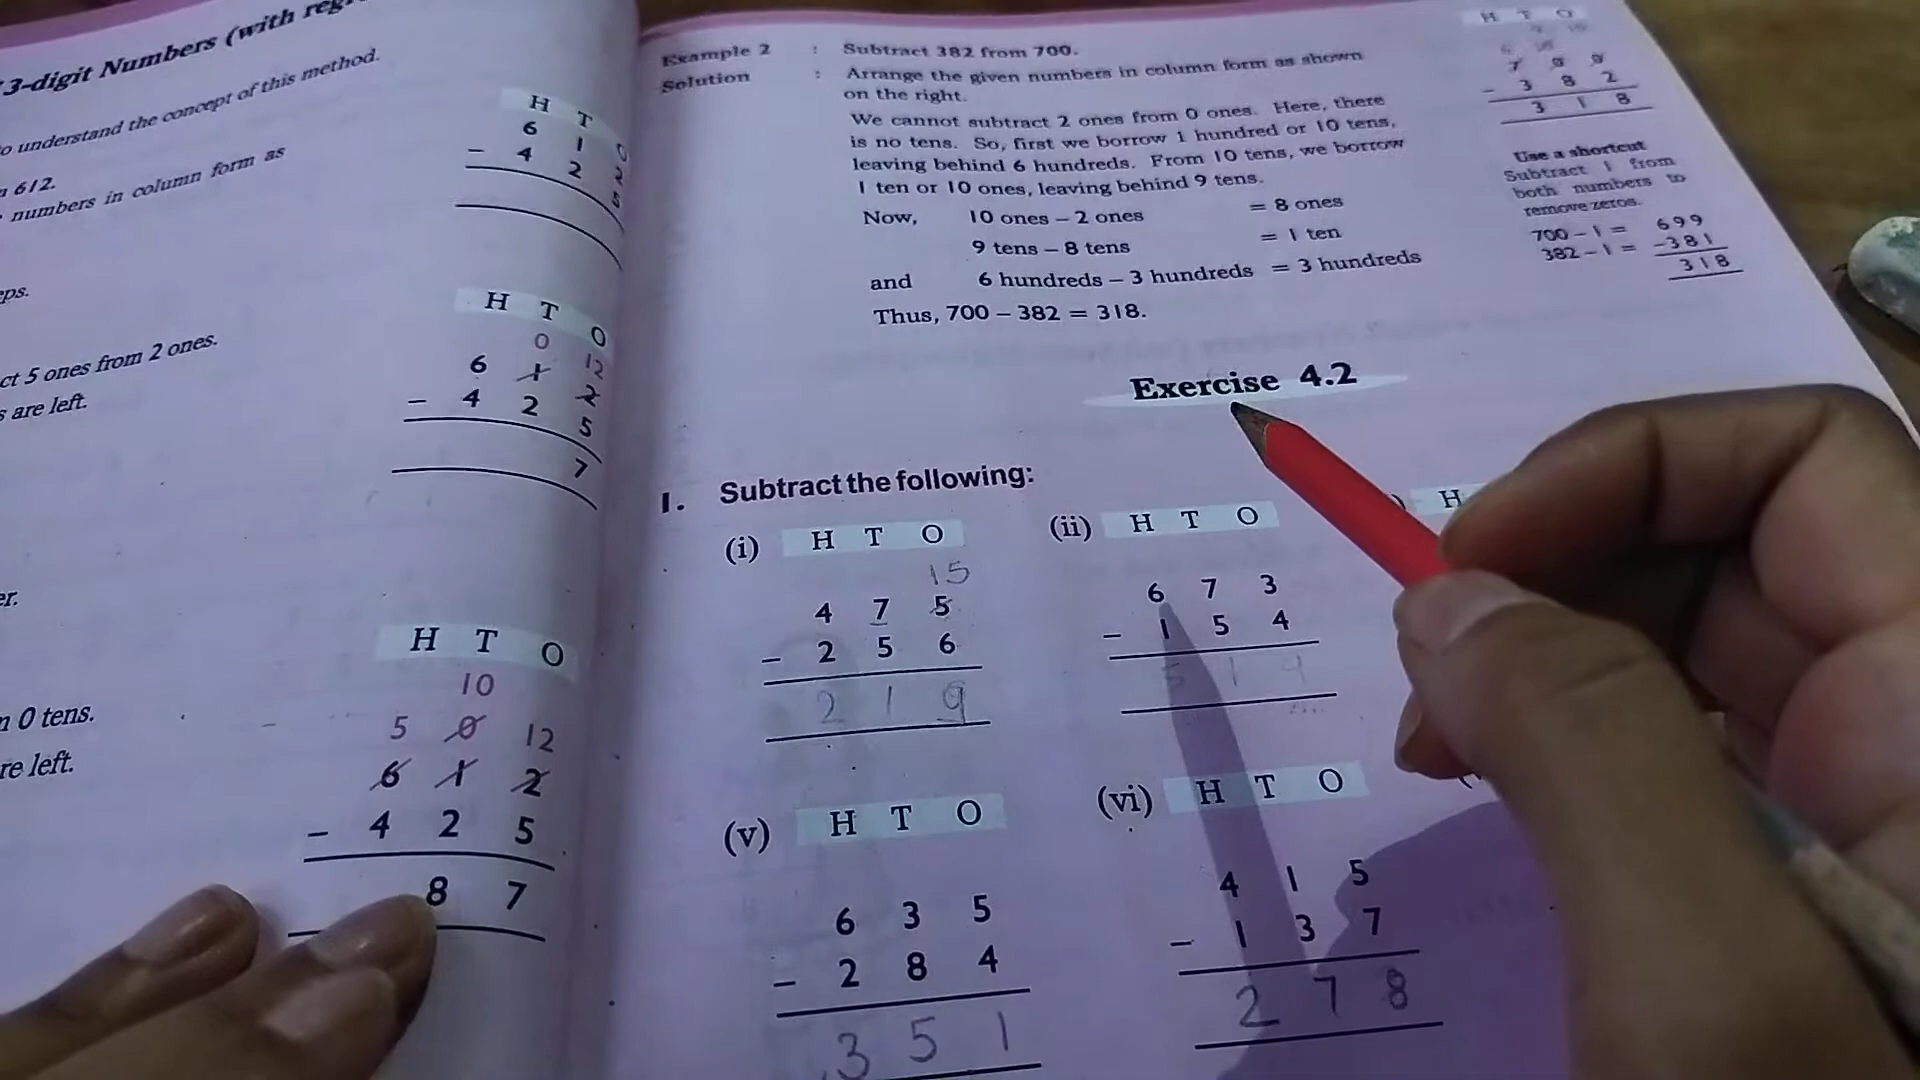 3-digit Numbers (with
to understand the concept of this method.
612.
numbers in column form as
H T O
6 1 2
- 4 2 5
eps.
H T O
0 12
6 1 2
- 4 2 5
7
ct 5 ones from 2 ones.
s are left.
er.
H T O
10
5 0 12
6 1 2
- 4 2 5
8 7
n 0 tens.
re left.
Example 2 : Subtract 382 from 700.
Solution : Arrange the given numbers in column form as shown
on the right.
We cannot subtract 2 ones from 0 ones. Here, there
is no tens. So, first we borrow 1 hundred or 10 tens,
leaving behind 6 hundreds. From 10 tens, we borrow
1 ten or 10 ones, leaving behind 9 tens.
Now, 10 ones – 2 ones = 8 ones
9 tens – 8 tens = 1 ten
and 6 hundreds – 3 hundreds = 3 hundreds
Thus, 700 – 382 = 318.
H T O
7 0 0
- 3 8 2
3 1 8
Use a shortcut
Subtract 1 from
both numbers to
remove zeros.
700 – 1 = 699
382 – 1 = –381
318
Exercise 4.2
1. Subtract the following:
(i) H T O
15
4 7 5
- 2 5 6
2 1 9
(ii) H T O
6 7 3
- 1 5 4
5 1
H
(v) H T O
6 3 5
- 2 8 4
3 5 1
(vi) H T O
4 1 5
- 1 3 7
2 7 8